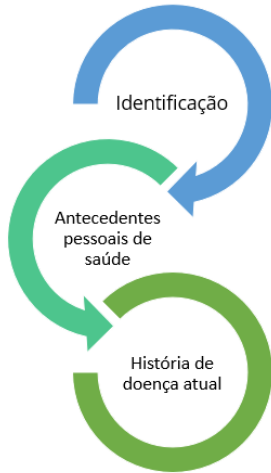 Identificação
Antecedentes
pessoais de
saúde
História de
doença atual